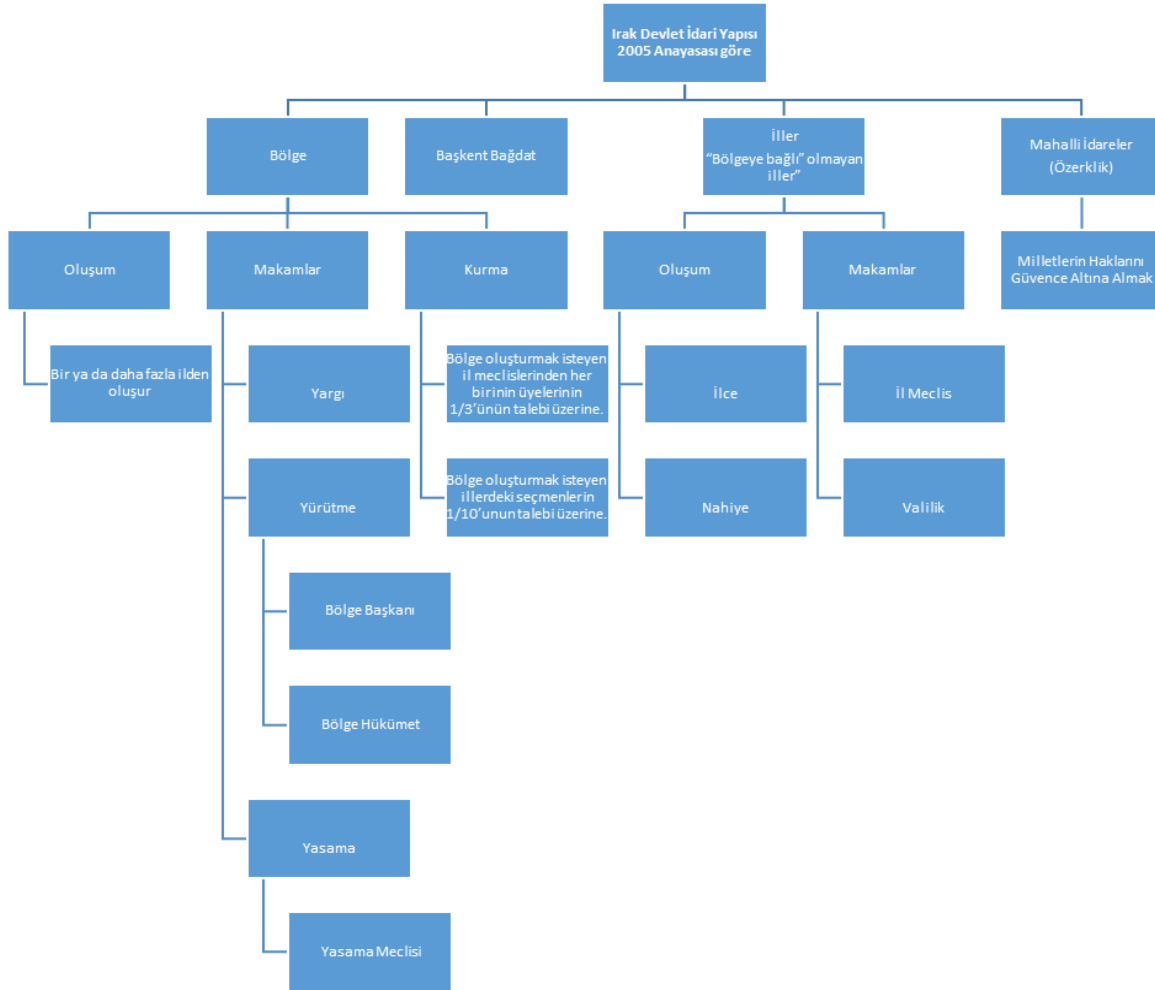 Irak Devlet İdari Yapısı
2005 Anayasası göre
Bölge
Başkent Bağdat
İller
“Bölgeye bağlı” olmayan
iller”
Mahalli İdareler
(Özerklik)
Oluşum
Makamlar
Kurma
Oluşum
Makamlar
Milletlerin Haklarını
Güvence Altına Almak
Bir ya da daha fazla ilden
oluşur
Yargı
Bölge oluşturmak isteyen
il meclislerinden her
birinin üyelerinin
1/3’ünün talebi üzerine.
İlce
İl Meclis
Yürütme
Bölge oluşturmak isteyen
illerdeki seçmenlerin
1/10’unun talebi üzerine.
Nahiye
Valilik
Bölge Başkanı
Bölge Hükümet
Yasama
Yasama Meclisi